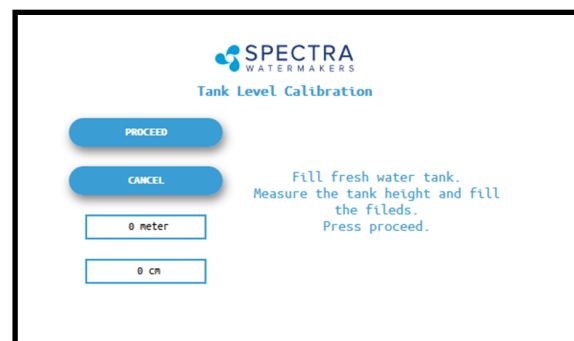 SPECTRA
WATERMAKERS
Tank Level Calibration
PROCEED
CANCEL
0 meter
0 cm
Fill fresh water tank.
Measure the tank height and fill
the fileds.
Press proceed.